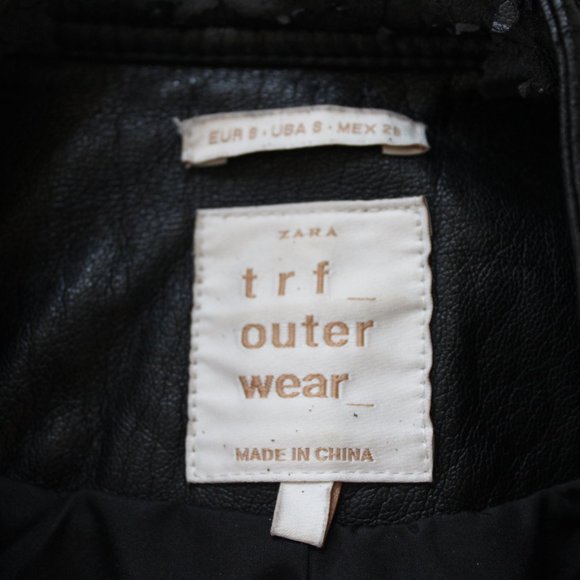 EUR S · USA S · MEX 26
ZARA
trf_
outer
wear_
MADE IN CHINA